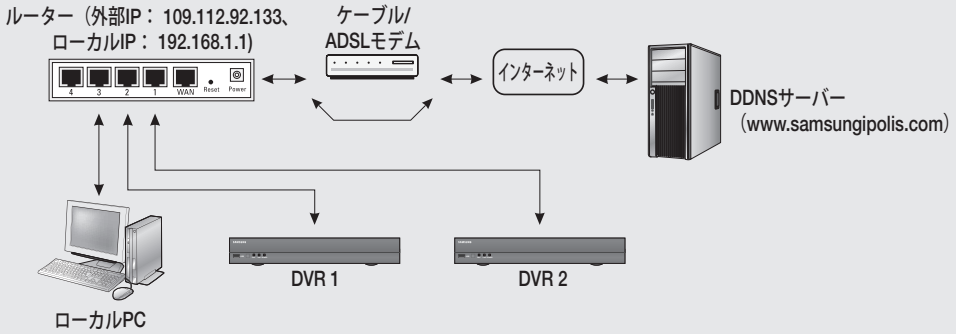 ルーター（外部IP： 109.112.92.133、
ローカルIP： 192.168.1.1)
ケーブル/
ADSLモデム
インターネット
DDNSサーバー
（www.samsungipolis.com）
4 3 2 1 WAN Reset Power
SAMSUNG
SAMSUNG
DVR 1
DVR 2
ローカルPC